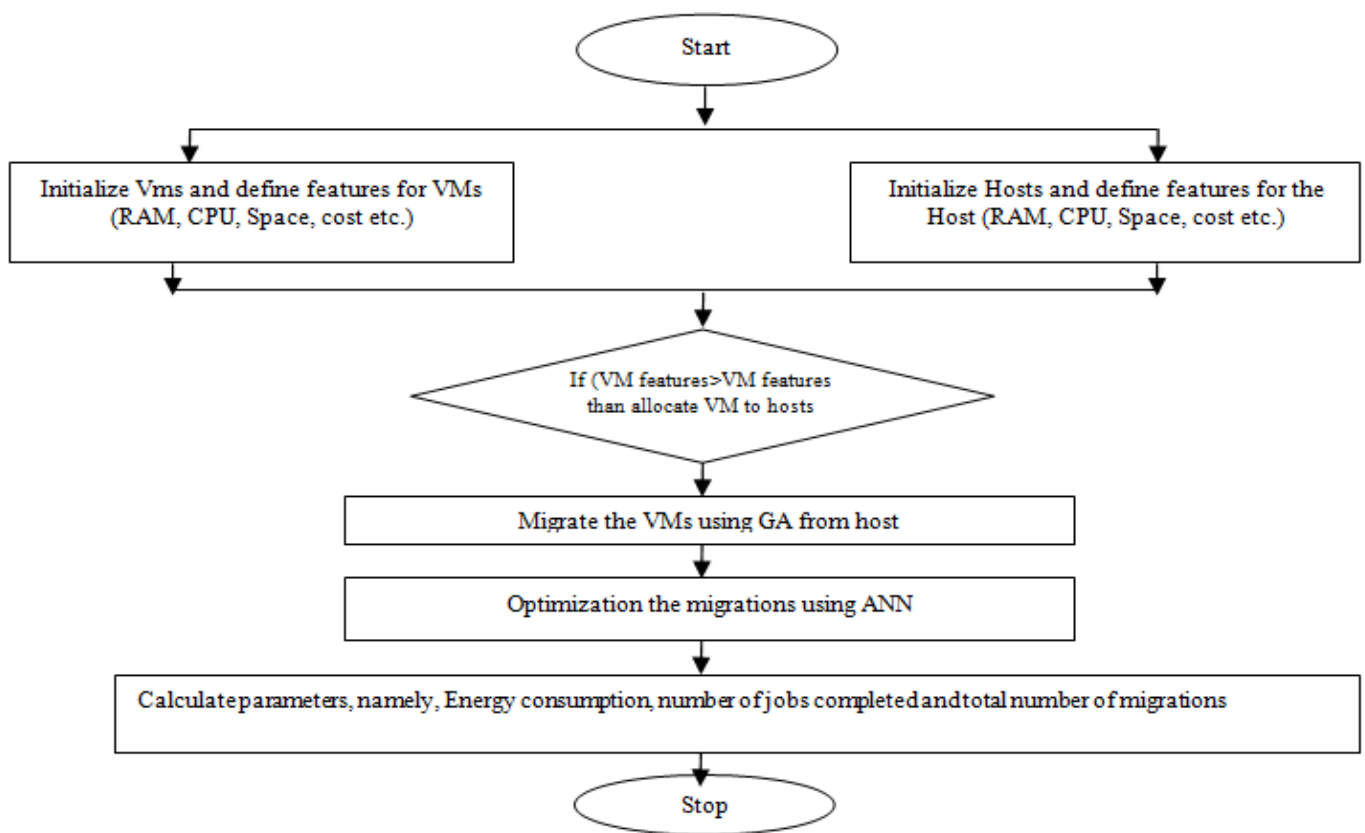 Start
Initialize Vms and define features for VMs
(RAM, CPU, Space, cost etc.)
Initialize Hosts and define features for the
Host (RAM, CPU, Space, cost etc.)
If (VM features>VM features
than allocate VM to hosts
Migrate the VMs using GA from host
Optimization the migrations using ANN
Calculate parameters, namely, Energy consumption, number of jobs completed and total number of migrations
Stop